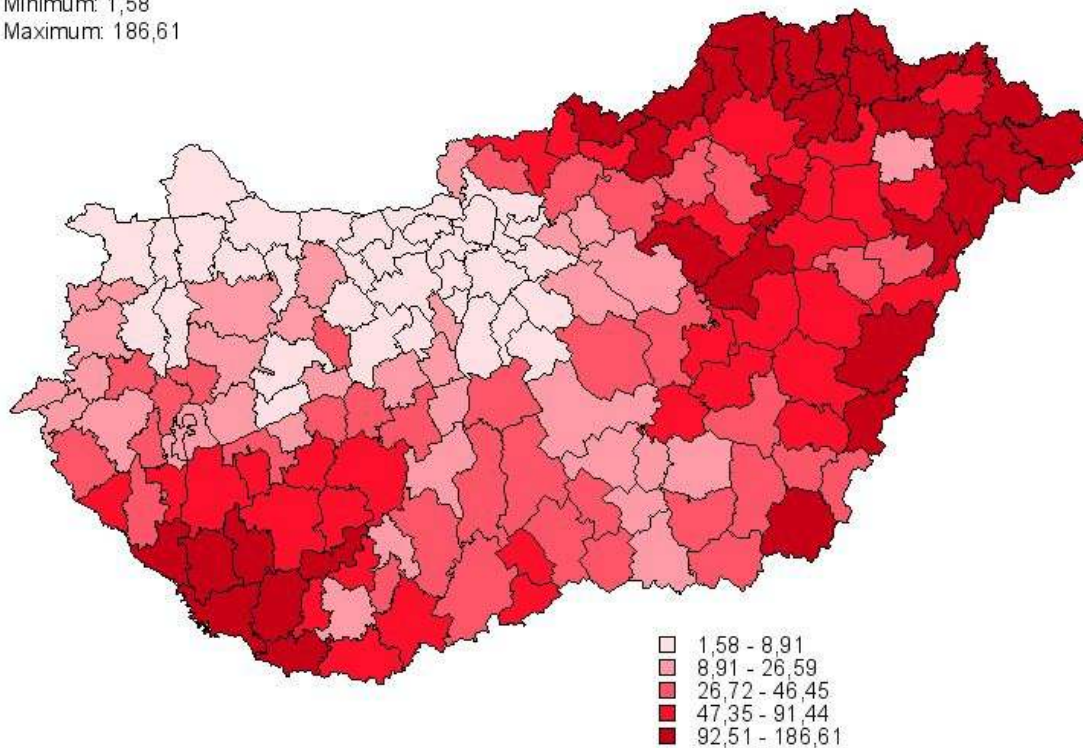 Minimum: 1,58
Maximum: 186,61
1,58 - 8,91
8,91 - 26,59
26,72 - 46,45
47,35 - 91,44
92,51 - 186,61